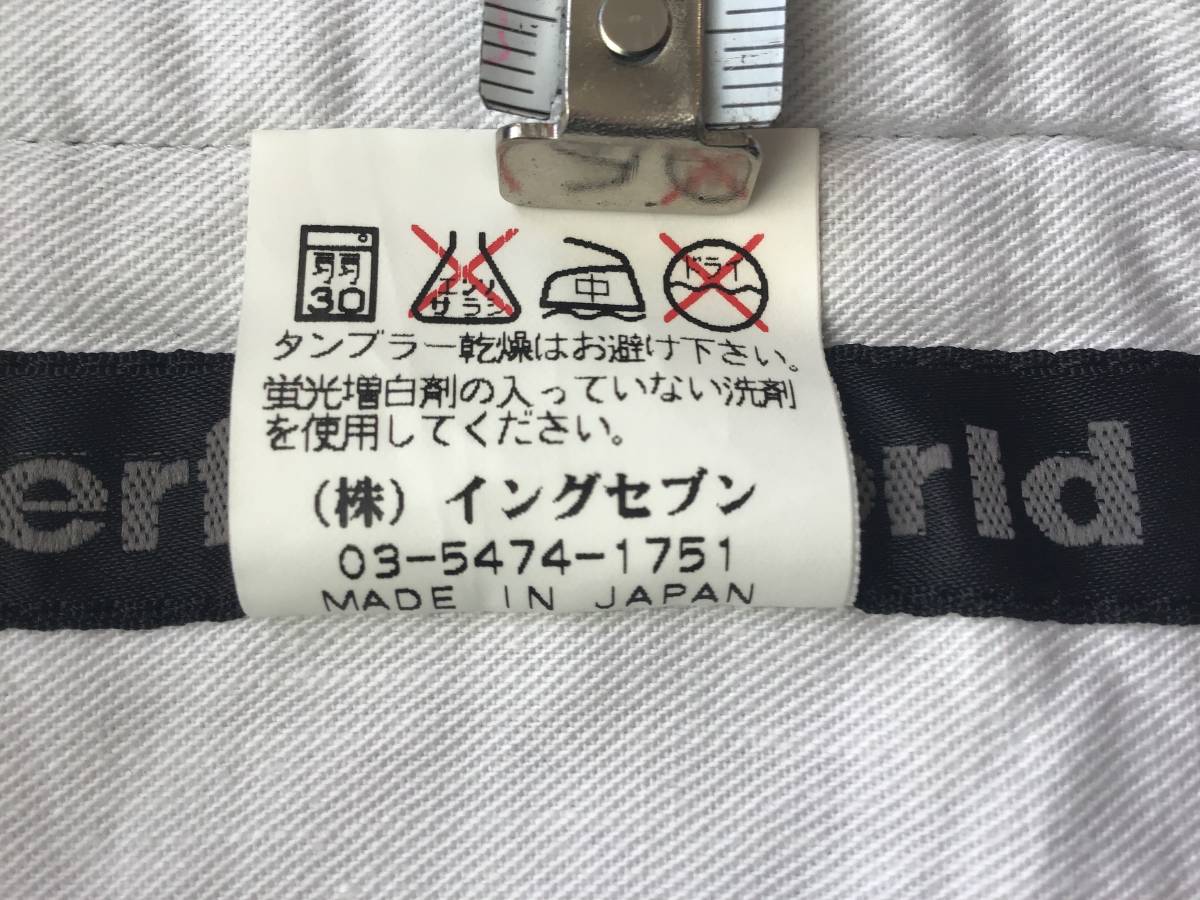 弱 エンソ ドライ
30 サラシ 中
タンブラー乾燥はお避け下さい。
蛍光増白剤の入っていない洗剤
を使用してください。
(株) イングセブン
03-5474-1751
MADE IN JAPAN
erf
orld